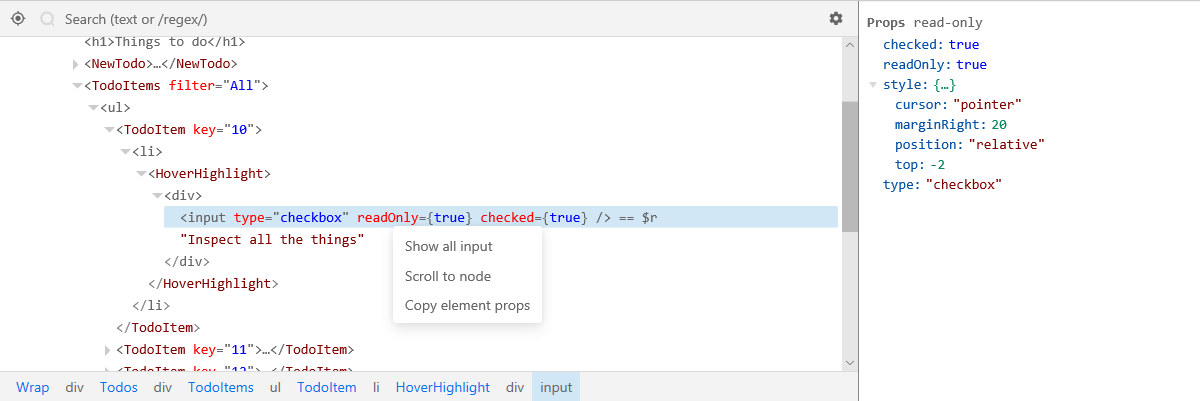 Search (text or /regex/)
<h1>Things to do</h1>
<NewTodo>…</NewTodo>
<TodoItems filter="All">
<ul>
<TodoItem key="10">
<li>
<HoverHighlight>
<div>
<input type="checkbox" readOnly={true} checked={true} /> == $r
"Inspect all the things"
</div>
</HoverHighlight>
</li>
</TodoItem>
<TodoItem key="11">…</TodoItem>
<TodoItem key="12">…</TodoItem>
Show all input
Scroll to node
Copy element props
Wrap div Todos div TodoItems ul TodoItem li HoverHighlight div input
Props read-only
checked: true
readOnly: true
style: {…}
cursor: "pointer"
marginRight: 20
position: "relative"
top: -2
type: "checkbox"